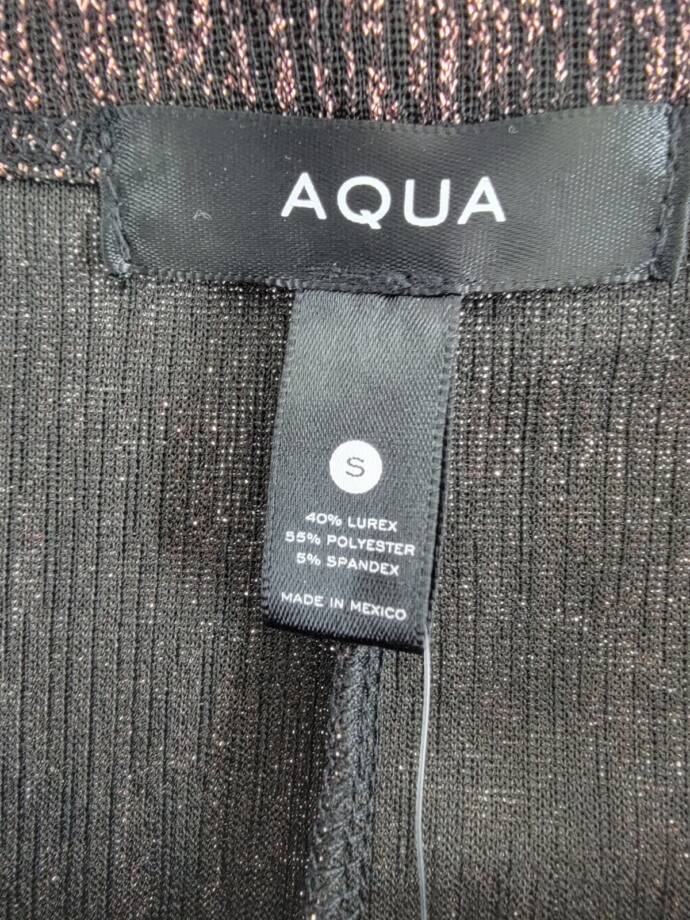 AQUA
S
40% LUREX
55% POLYESTER
5% SPANDEX
MADE IN MEXICO